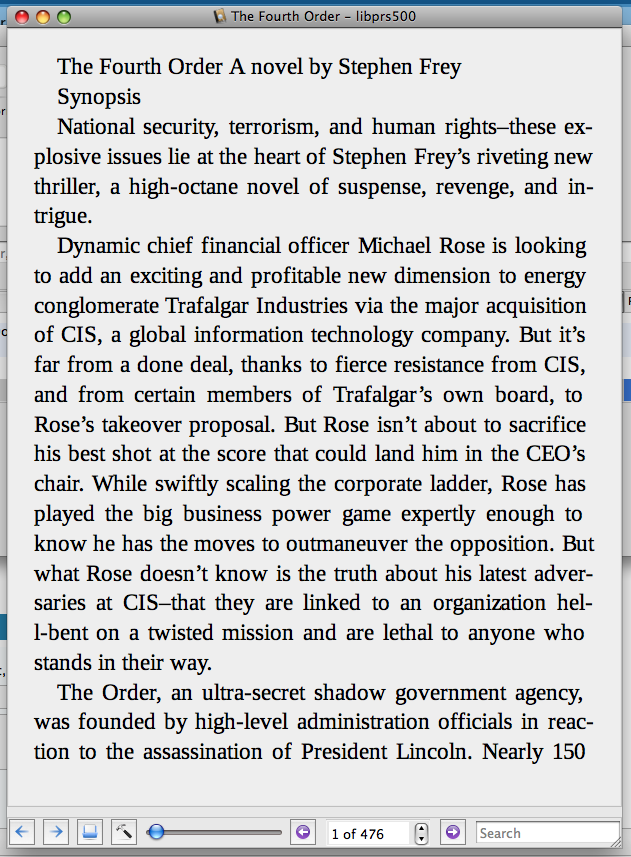 The Fourth Order – libprs500
The Fourth Order A novel by Stephen Frey
Synopsis
National security, terrorism, and human rights–these ex-
plosive issues lie at the heart of Stephen Frey’s riveting new
thriller, a high-octane novel of suspense, revenge, and in-
trigue.
Dynamic chief financial officer Michael Rose is looking
to add an exciting and profitable new dimension to energy
conglomerate Trafalgar Industries via the major acquisition
of CIS, a global information technology company. But it’s
far from a done deal, thanks to fierce resistance from CIS,
and from certain members of Trafalgar’s own board, to
Rose’s takeover proposal. But Rose isn’t about to sacrifice
his best shot at the score that could land him in the CEO’s
chair. While swiftly scaling the corporate ladder, Rose has
played the big business power game expertly enough to
know he has the moves to outmaneuver the opposition. But
what Rose doesn’t know is the truth about his latest adver-
saries at CIS–that they are linked to an organization hel-
l-bent on a twisted mission and are lethal to anyone who
stands in their way.
The Order, an ultra-secret shadow government agency,
was founded by high-level administration officials in reac-
tion to the assassination of President Lincoln. Nearly 150
1 of 476
Search